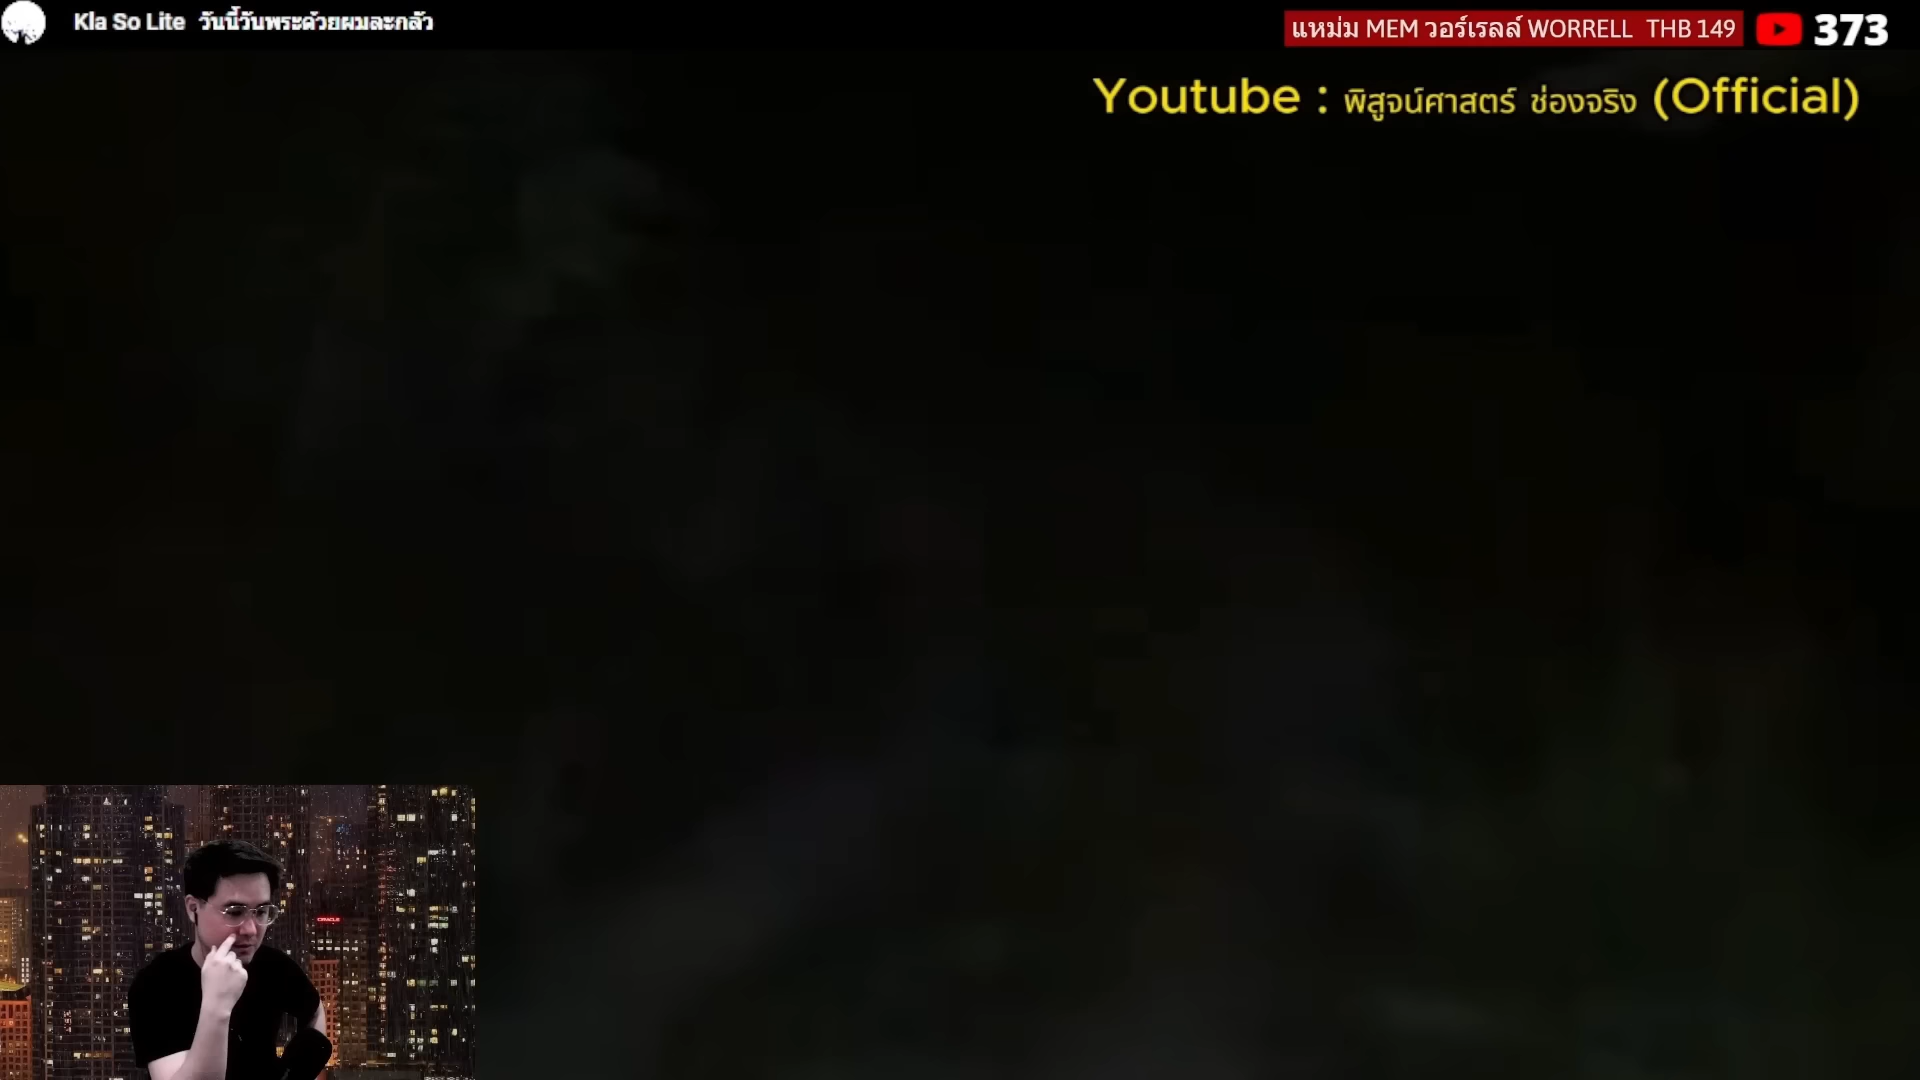 Kla So Lite วันนี้วันพระด้วยผมละกลัว
แหม่ม MEM วอร์เรลล์ WORRELL THB 149
373
Youtube : พิสูจน์ศาสตร์ ช่องจริง (Official)
ORACLE